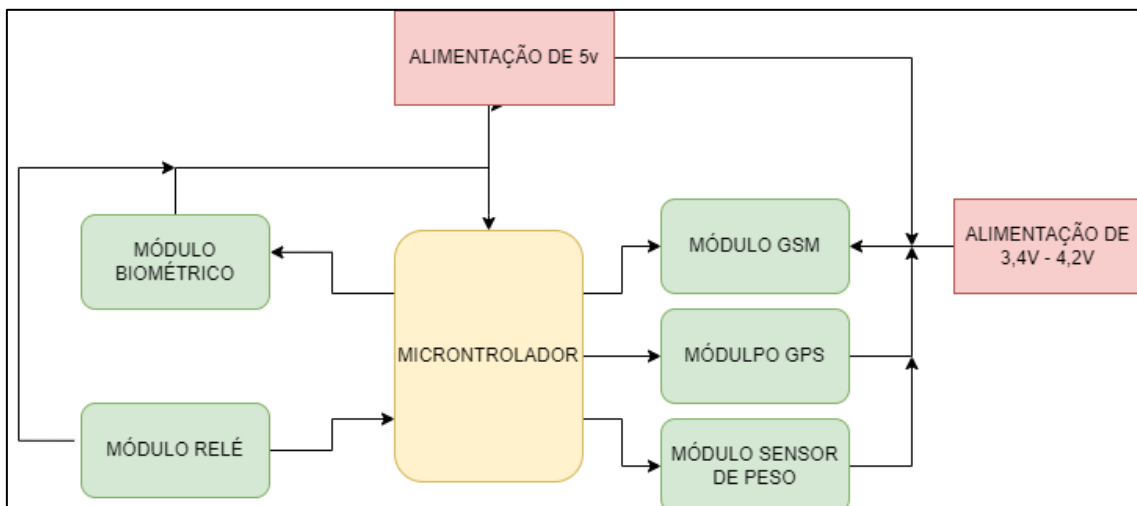 ALIMENTAÇÃO DE 5v
MÓDULO
BIOMÉTRICO
MÓDULO GSM
ALIMENTAÇÃO DE
3,4V - 4,2V
MICRONTROLADOR
MÓDULPO GPS
MÓDULO RELÉ
MÓDULO SENSOR
DE PESO